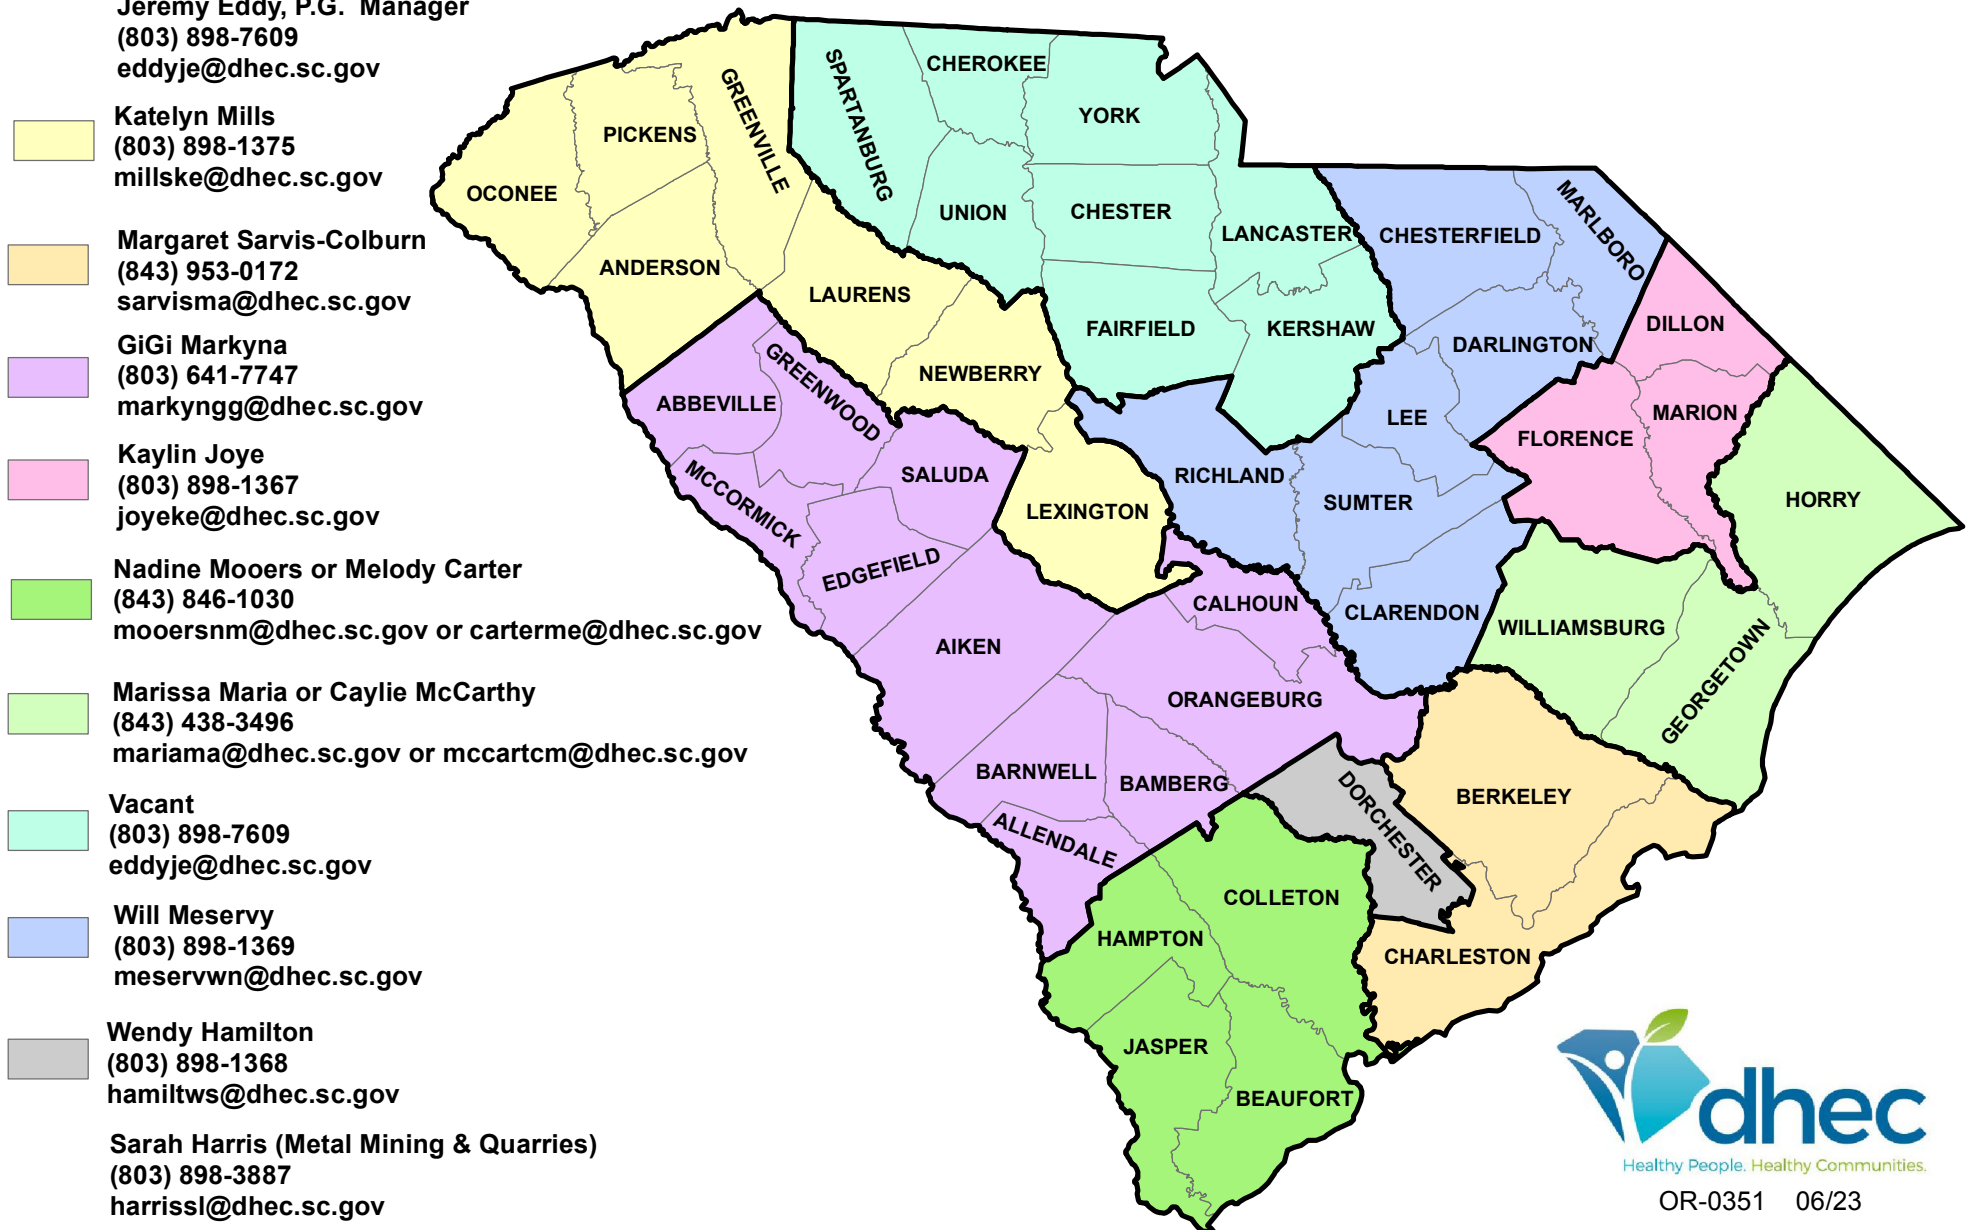 Jeremy Eddy, P.G. Manager
(803) 898-7609
eddyje@dhec.sc.gov
Katelyn Mills
(803) 898-1375
millske@dhec.sc.gov
Margaret Sarvis-Colburn
(843) 953-0172
sarvisma@dhec.sc.gov
GiGi Markyna
(803) 641-7747
markyngg@dhec.sc.gov
Kaylin Joye
(803) 898-1367
joyeke@dhec.sc.gov
Nadine Mooers or Melody Carter
(843) 846-1030
mooersnm@dhec.sc.gov or carterme@dhec.sc.gov
Marissa Maria or Caylie McCarthy
(843) 438-3496
mariama@dhec.sc.gov or mccartcm@dhec.sc.gov
Vacant
(803) 898-7609
eddyje@dhec.sc.gov
Will Meservy
(803) 898-1369
meservwn@dhec.sc.gov
Wendy Hamilton
(803) 898-1368
hamiltws@dhec.sc.gov
Sarah Harris (Metal Mining & Quarries)
(803) 898-3887
harrissl@dhec.sc.gov
OCONEE
PICKENS
GREENVILLE
SPARTANBURG
CHEROKEE
YORK
UNION
CHESTER
LANCASTER
CHESTERFIELD
MARLBORO
ANDERSON
LAURENS
FAIRFIELD
KERSHAW
DARLINGTON
DILLON
ABBEVILLE
GREENWOOD
NEWBERRY
LEE
FLORENCE
MARION
MCCORMICK
SALUDA
LEXINGTON
RICHLAND
SUMTER
HORRY
EDGEFIELD
AIKEN
CALHOUN
CLARENDON
WILLIAMSBURG
GEORGETOWN
ORANGEBURG
BARNWELL
BAMBERG
DORCHESTER
BERKELEY
ALLENDALE
COLLETON
HAMPTON
CHARLESTON
JASPER
BEAUFORT
dhec
Healthy People. Healthy Communities.
OR-0351 06/23